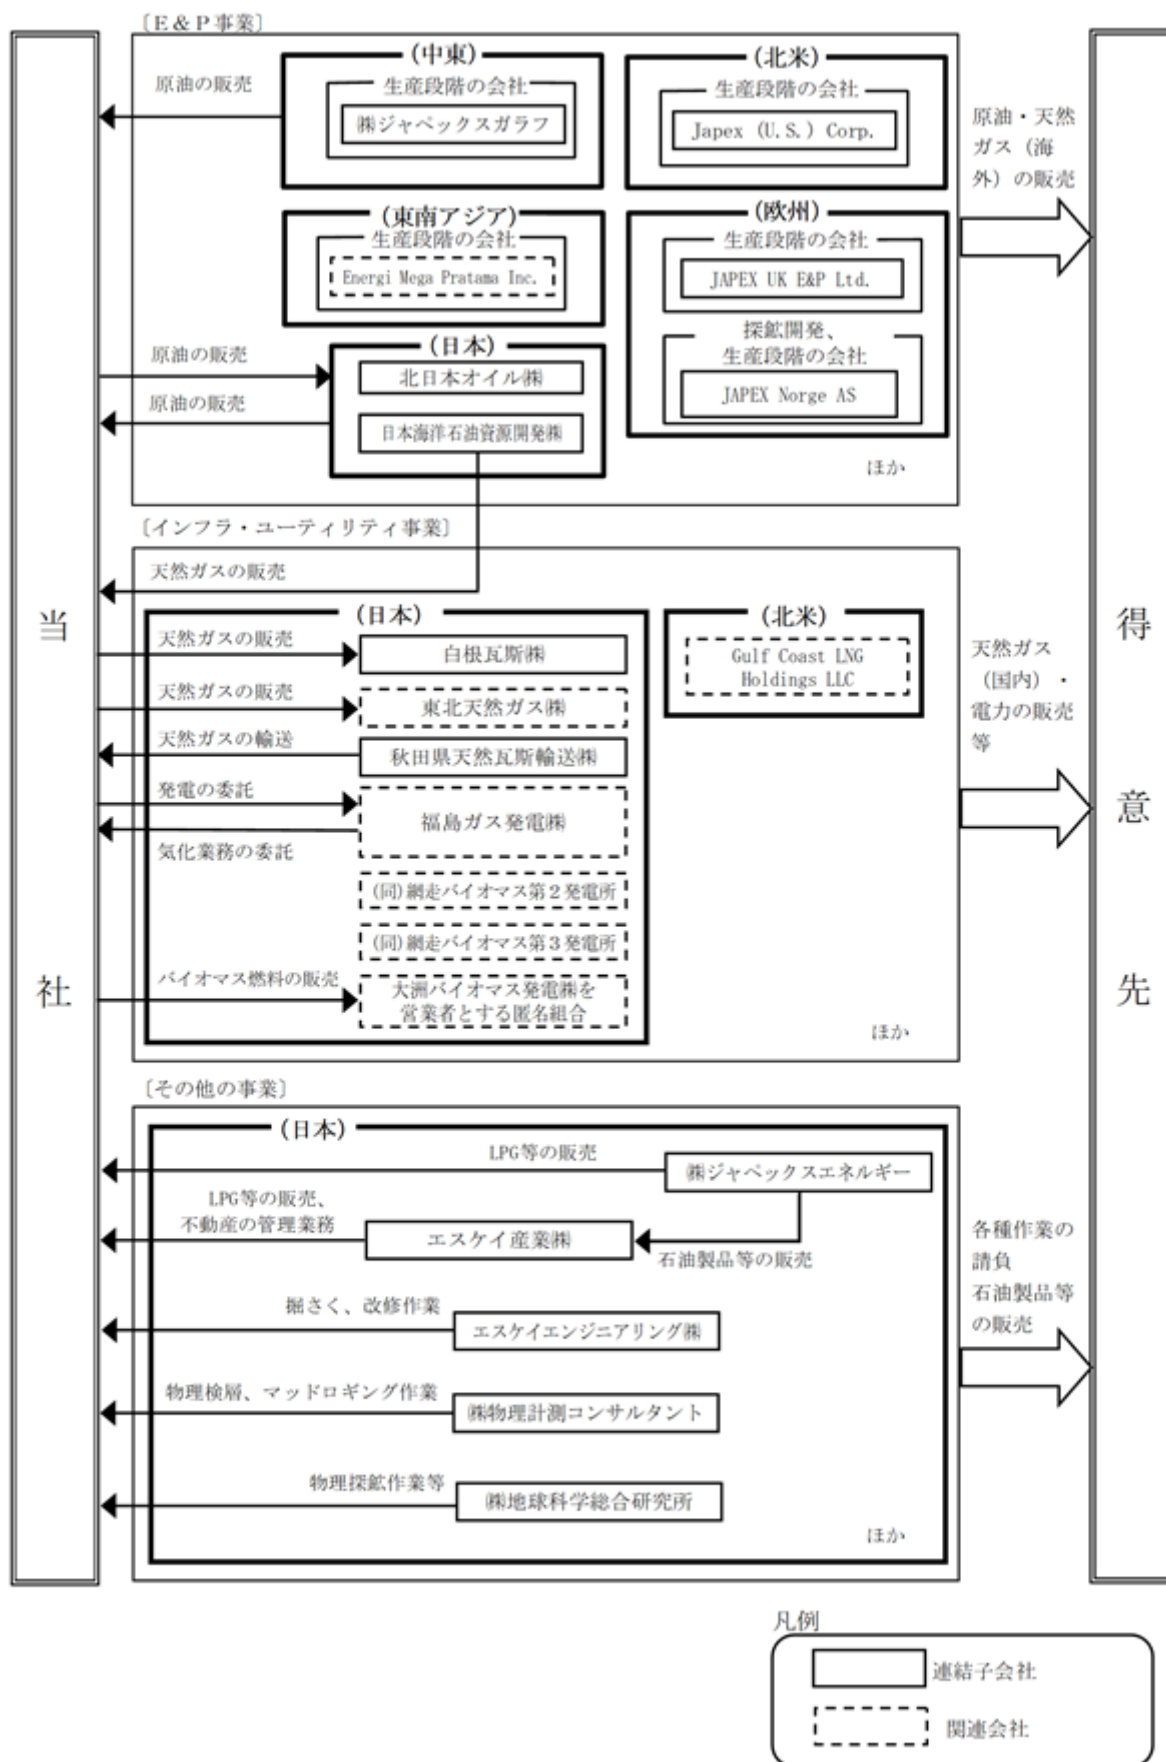 〔E＆P事業〕
(中東)
生産段階の会社
㈱ジャペックスガラフ
原油の販売
(北米)
生産段階の会社
Japex (U.S.) Corp.
原油・天然
ガス（海
外）の販売
(東南アジア)
生産段階の会社
Energi Mega Pratama Inc.
(欧州)
生産段階の会社
JAPEX UK E&P Ltd.
探鉱開発、
生産段階の会社
JAPEX Norge AS
(日本)
原油の販売
北日本オイル㈱
原油の販売
日本海洋石油資源開発㈱
ほか
〔インフラ・ユーティリティ事業〕
天然ガスの販売
当
社
得
意
先
(日本)
天然ガスの販売
白根瓦斯㈱
天然ガスの販売
東北天然ガス㈱
天然ガスの輸送
秋田県天然瓦斯輸送㈱
発電の委託
福島ガス発電㈱
気化業務の委託
(同)網走バイオマス第２発電所
(同)網走バイオマス第３発電所
バイオマス燃料の販売
大洲バイオマス発電㈱を
営業者とする匿名組合
(北米)
Gulf Coast LNG
Holdings LLC
天然ガス
（国内）・
電力の販売
等
ほか
〔その他の事業〕
(日本)
LPG等の販売
㈱ジャペックスエネルギー
LPG等の販売、
不動産の管理業務
エスケイ産業㈱
石油製品等の販売
掘さく、改修作業
エスケイエンジニアリング㈱
物理検層、マッドロギング作業
㈱物理計測コンサルタント
物理探鉱作業等
㈱地球科学総合研究所
各種作業の
請負
石油製品等
の販売
ほか
凡例
連結子会社
関連会社